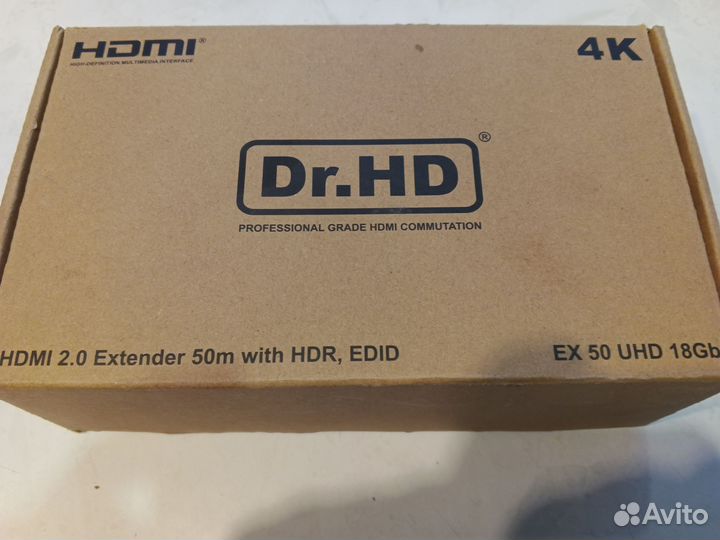 HDMI®
HIGH-DEFINITION MULTIMEDIA INTERFACE
4K
Dr.HD®
PROFESSIONAL GRADE HDMI COMMUTATION
HDMI 2.0 Extender 50m with HDR, EDID
EX 50 UHD 18Gb
Avito